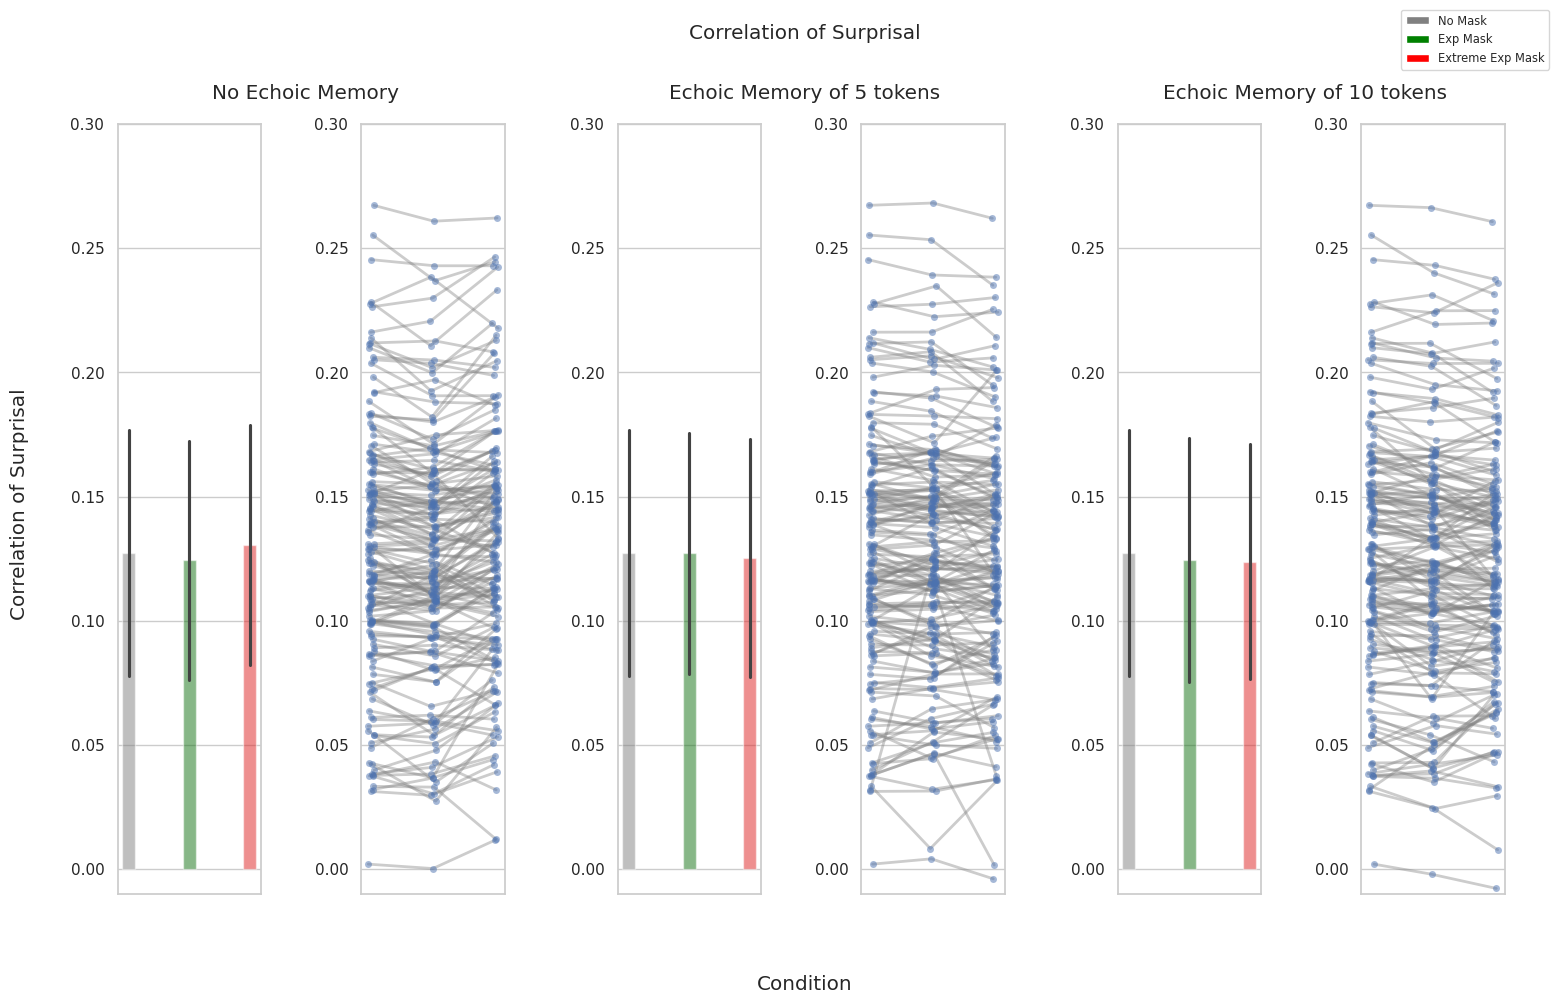 Correlation of Surprisal
No Mask
Exp Mask
Extreme Exp Mask
No Echoic Memory
Echoic Memory of 5 tokens
Echoic Memory of 10 tokens
0.30 0.30 0.30 0.30 0.30 0.30
0.25 0.25 0.25 0.25 0.25 0.25
0.20 0.20 0.20 0.20 0.20 0.20
0.15 0.15 0.15 0.15 0.15 0.15
0.10 0.10 0.10 0.10 0.10 0.10
0.05 0.05 0.05 0.05 0.05 0.05
0.00 0.00 0.00 0.00 0.00 0.00
Correlation of Surprisal
Condition